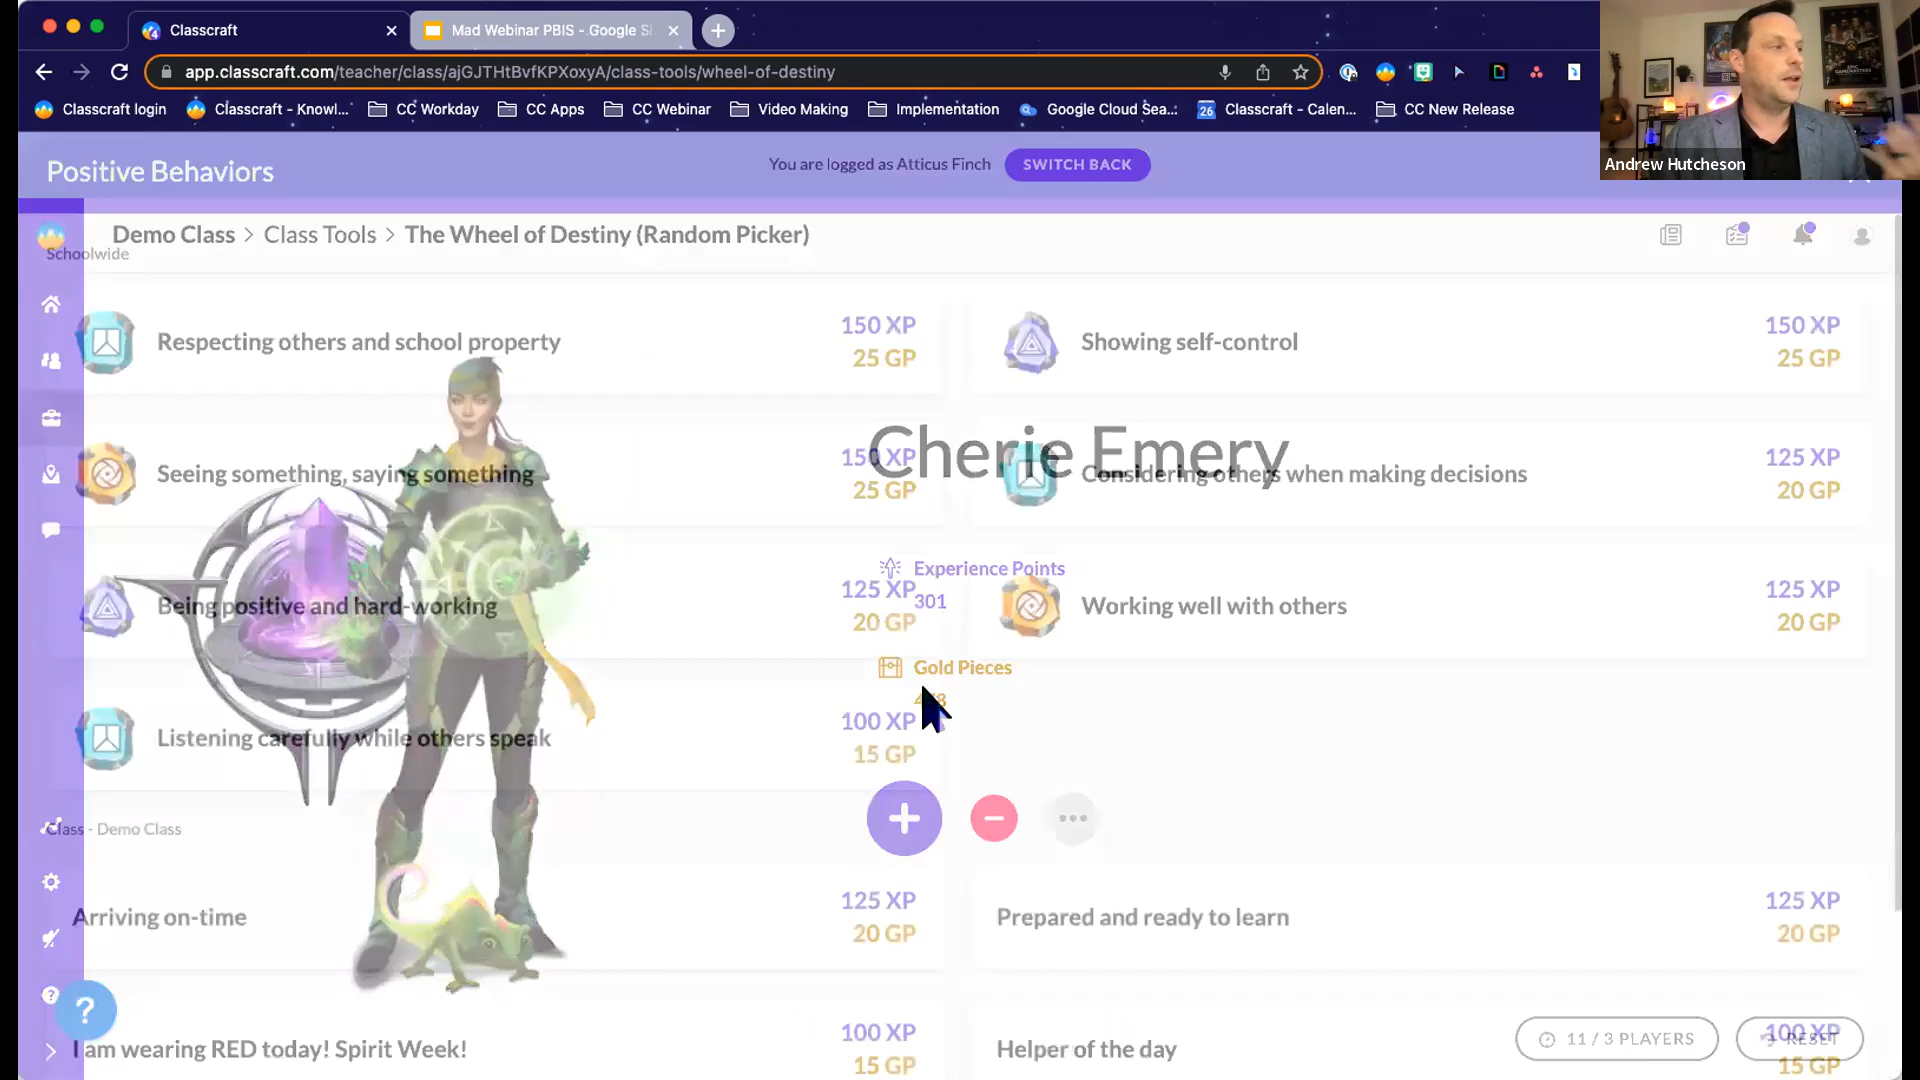 Classcraft
Mad Webinar PBIS - Google Sl
app.classcraft.com/teacher/class/ajGJTHtBvfKPXoxyA/class-tools/wheel-of-destiny
Classcraft login
Classcraft - Knowl...
CC Workday
CC Apps
CC Webinar
Video Making
Implementation
Google Cloud Sea...
26
Classcraft - Calen...
CC New Release
Andrew Hutcheson
Positive Behaviors
You are logged as Atticus Finch
SWITCH BACK
Demo Class > Class Tools > The Wheel of Destiny (Random Picker)
Schoolwide
Respecting others and school property
150 XP
25 GP
Showing self-control
150 XP
25 GP
Cherie Emery
Seeing something, saying something
150 XP
25 GP
Considering others when making decisions
125 XP
20 GP
Experience Points
301
Being positive and hard-working
125 XP
20 GP
Working well with others
125 XP
20 GP
Gold Pieces
Listening carefully while others speak
100 XP
15 GP
Class - Demo Class
Arriving on-time
125 XP
20 GP
Prepared and ready to learn
125 XP
20 GP
I am wearing RED today! Spirit Week!
100 XP
15 GP
Helper of the day
100 XP
15 GP
11 / 3 PLAYERS
RESET